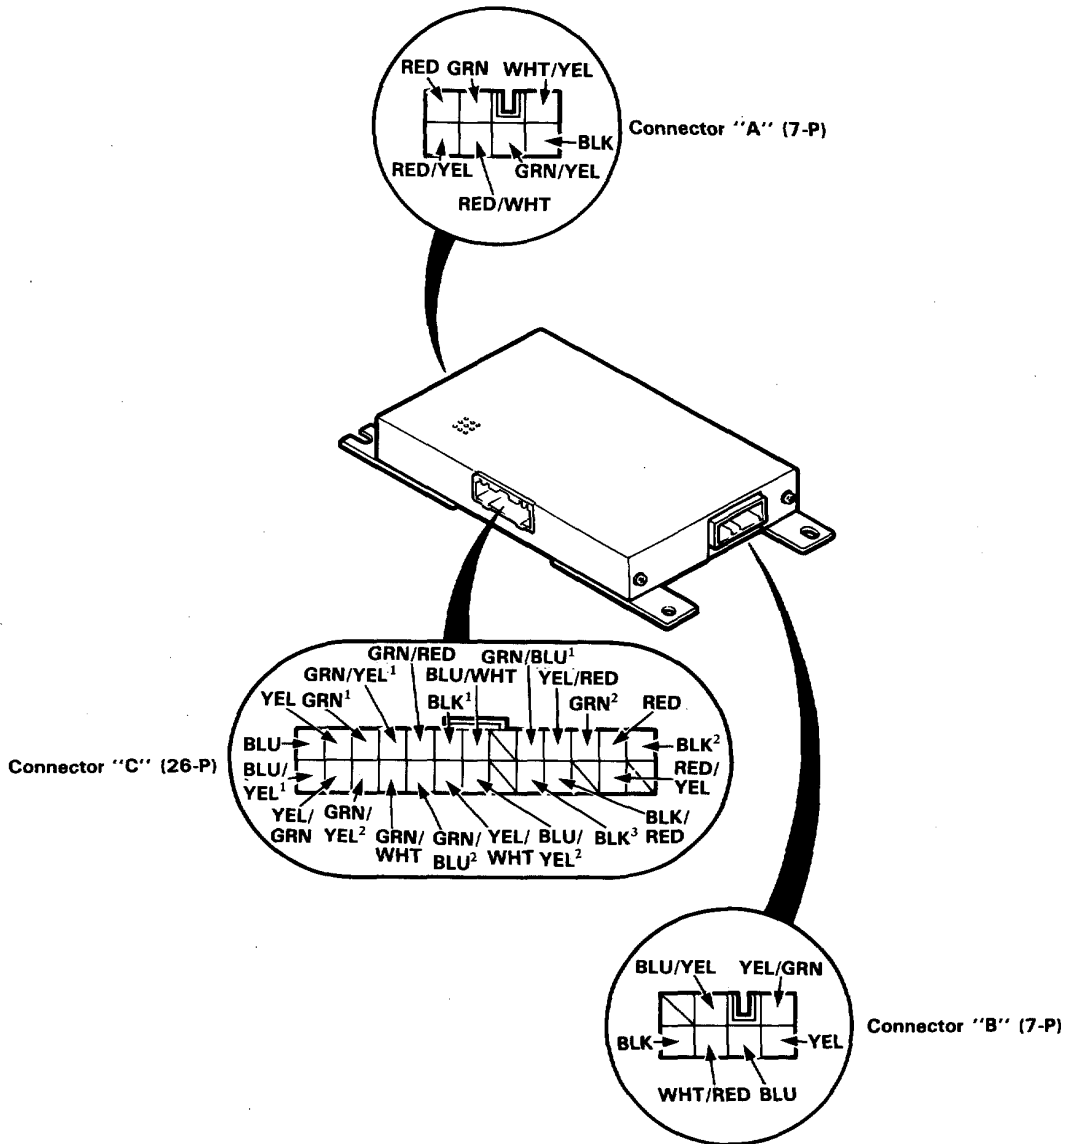 RED GRN WHT/YEL
Connector "A" (7-P)
BLK
RED/YEL GRN/YEL
RED/WHT
GRN/RED GRN/BLU¹
GRN/YEL¹ BLU/WHT YEL/RED
YEL GRN¹ BLK¹ GRN² RED
BLU BLK²
Connector "C" (26-P)
BLU/
YEL¹
RED/
YEL
YEL/
GRN
GRN/
YEL²
GRN/
WHT
GRN/
BLU²
YEL/
WHT
BLU/
YEL²
BLK³
BLK/
RED
BLU/YEL YEL/GRN
Connector "B" (7-P)
BLK YEL
WHT/RED BLU